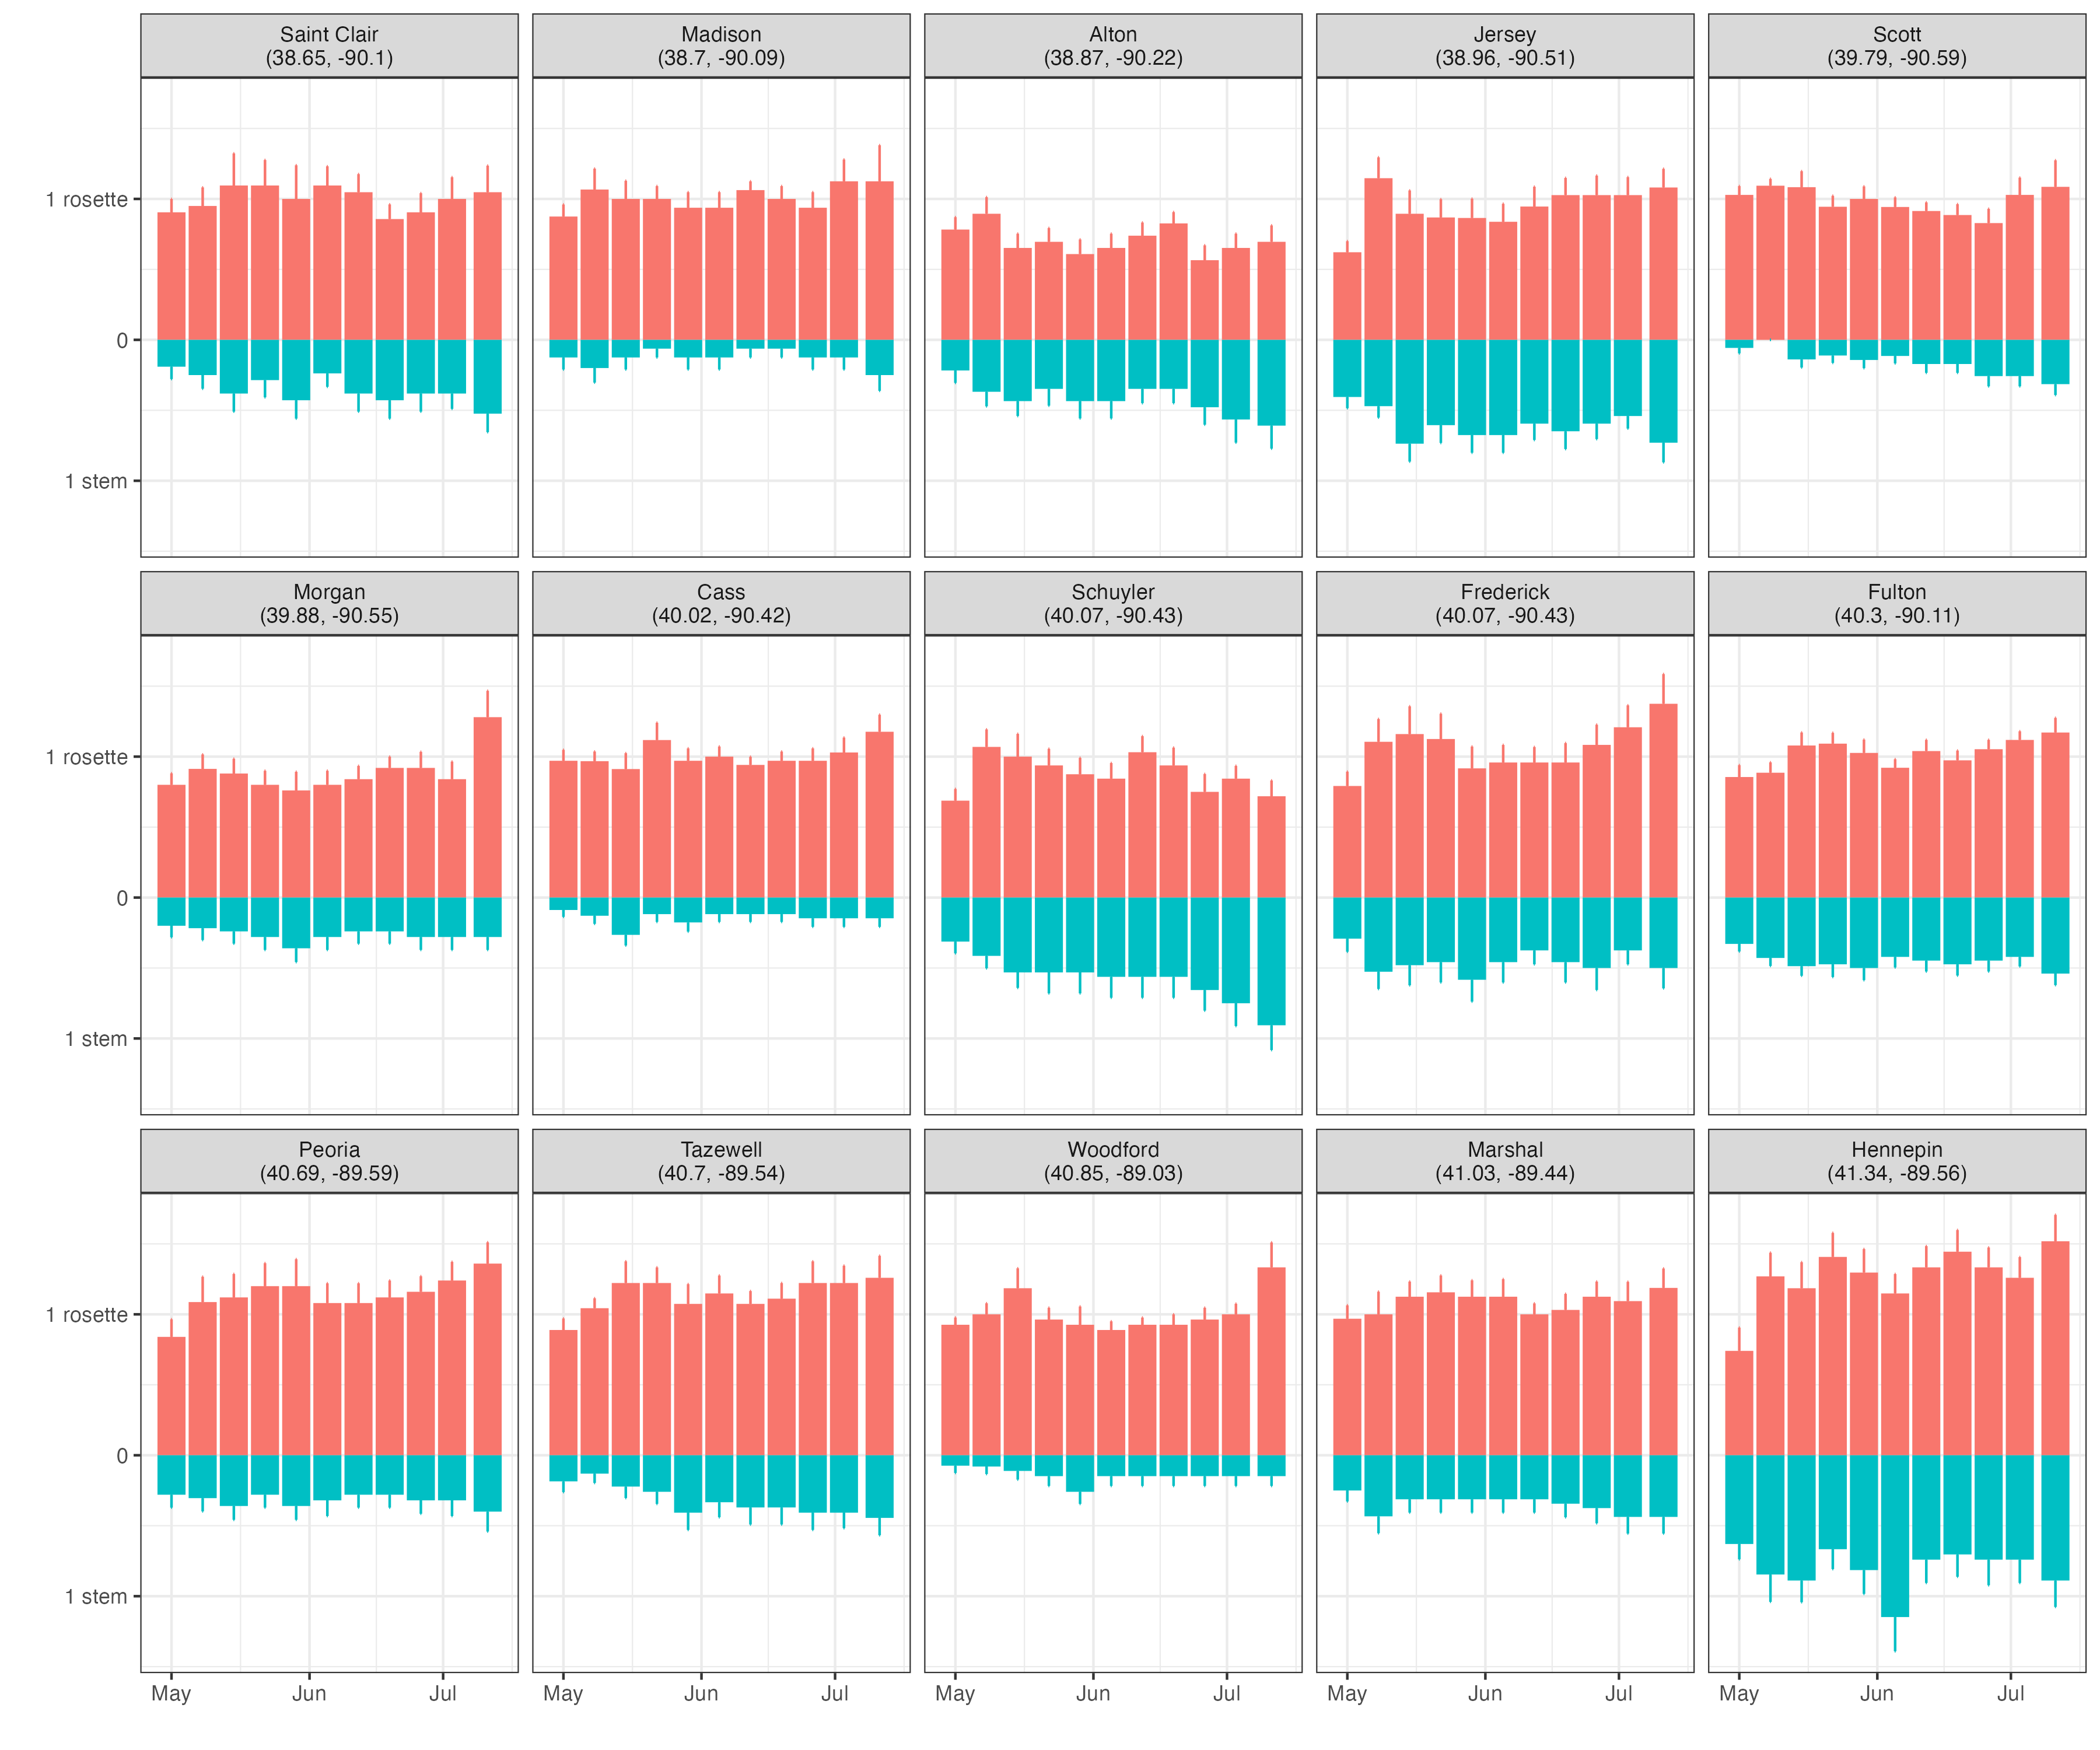 Saint Clair
(38.65, -90.1)
Madison
(38.7, -90.09)
Alton
(38.87, -90.22)
Jersey
(38.96, -90.51)
Scott
(39.79, -90.59)
1 rosette
0
1 stem
Morgan
(39.88, -90.55)
Cass
(40.02, -90.42)
Schuyler
(40.07, -90.43)
Frederick
(40.07, -90.43)
Fulton
(40.3, -90.11)
1 rosette
0
1 stem
Peoria
(40.69, -89.59)
Tazewell
(40.7, -89.54)
Woodford
(40.85, -89.03)
Marshal
(41.03, -89.44)
Hennepin
(41.34, -89.56)
1 rosette
0
1 stem
May Jun Jul
May Jun Jul
May Jun Jul
May Jun Jul
May Jun Jul